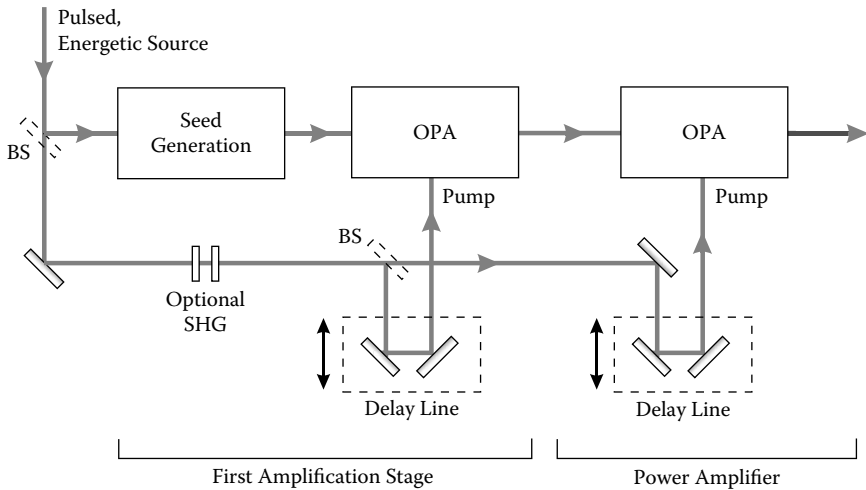 Pulsed,
Energetic Source
BS
Seed
Generation
OPA
OPA
Pump
Pump
BS
Optional
SHG
Delay Line
Delay Line
First Amplification Stage
Power Amplifier